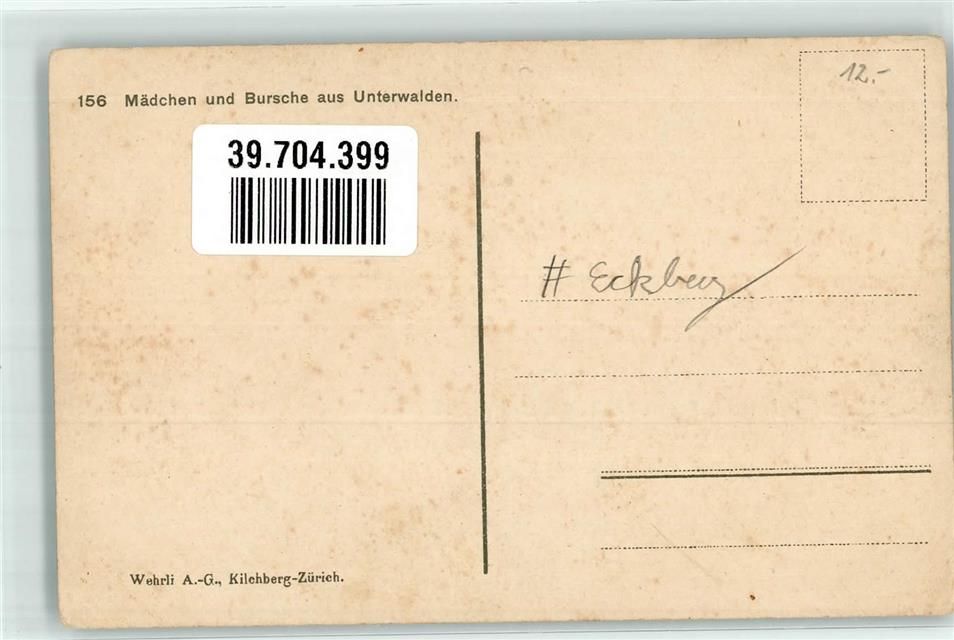 156 Mädchen und Bursche aus Unterwalden.
39.704.399
12.-
# Eckberg
Wehrli A.-G., Kilchberg-Zürich.